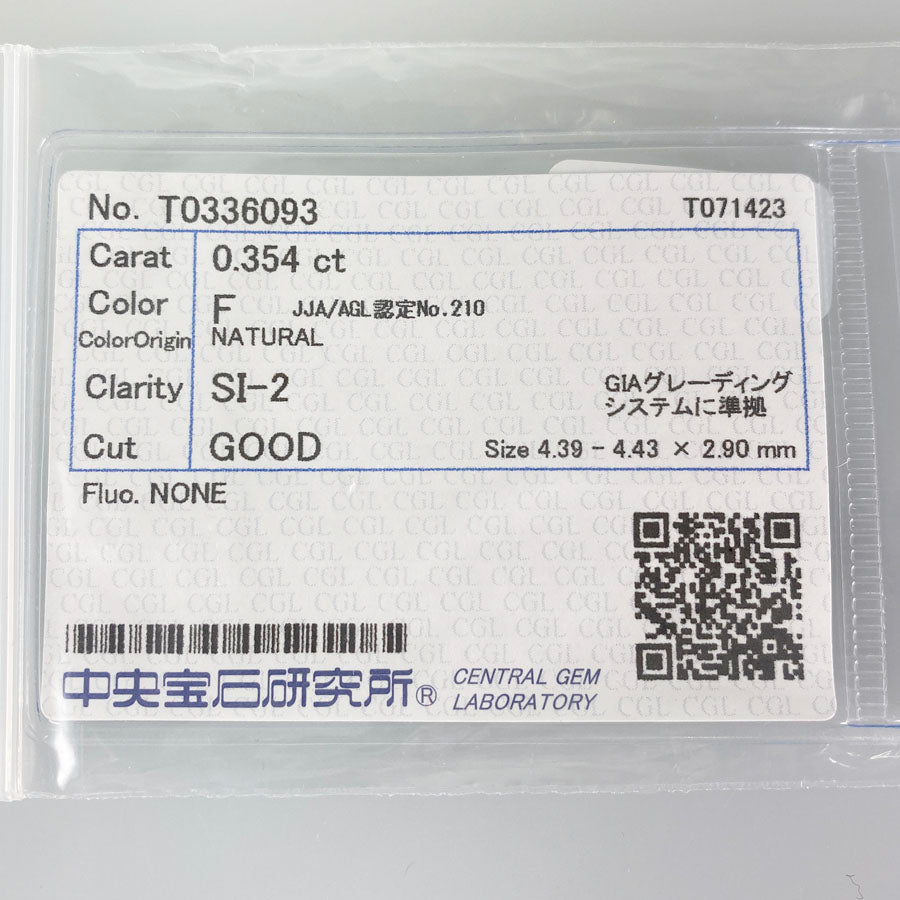 No. T0336093
T071423
Carat 0.354 ct
Color F JJA/AGL認定No.210
ColorOrigin NATURAL
Clarity SI-2
GIAグレーディング
システムに準拠
Cut GOOD Size 4.39 - 4.43 × 2.90 mm
Fluo. NONE
中央宝石研究所® CENTRAL GEM
LABORATORY